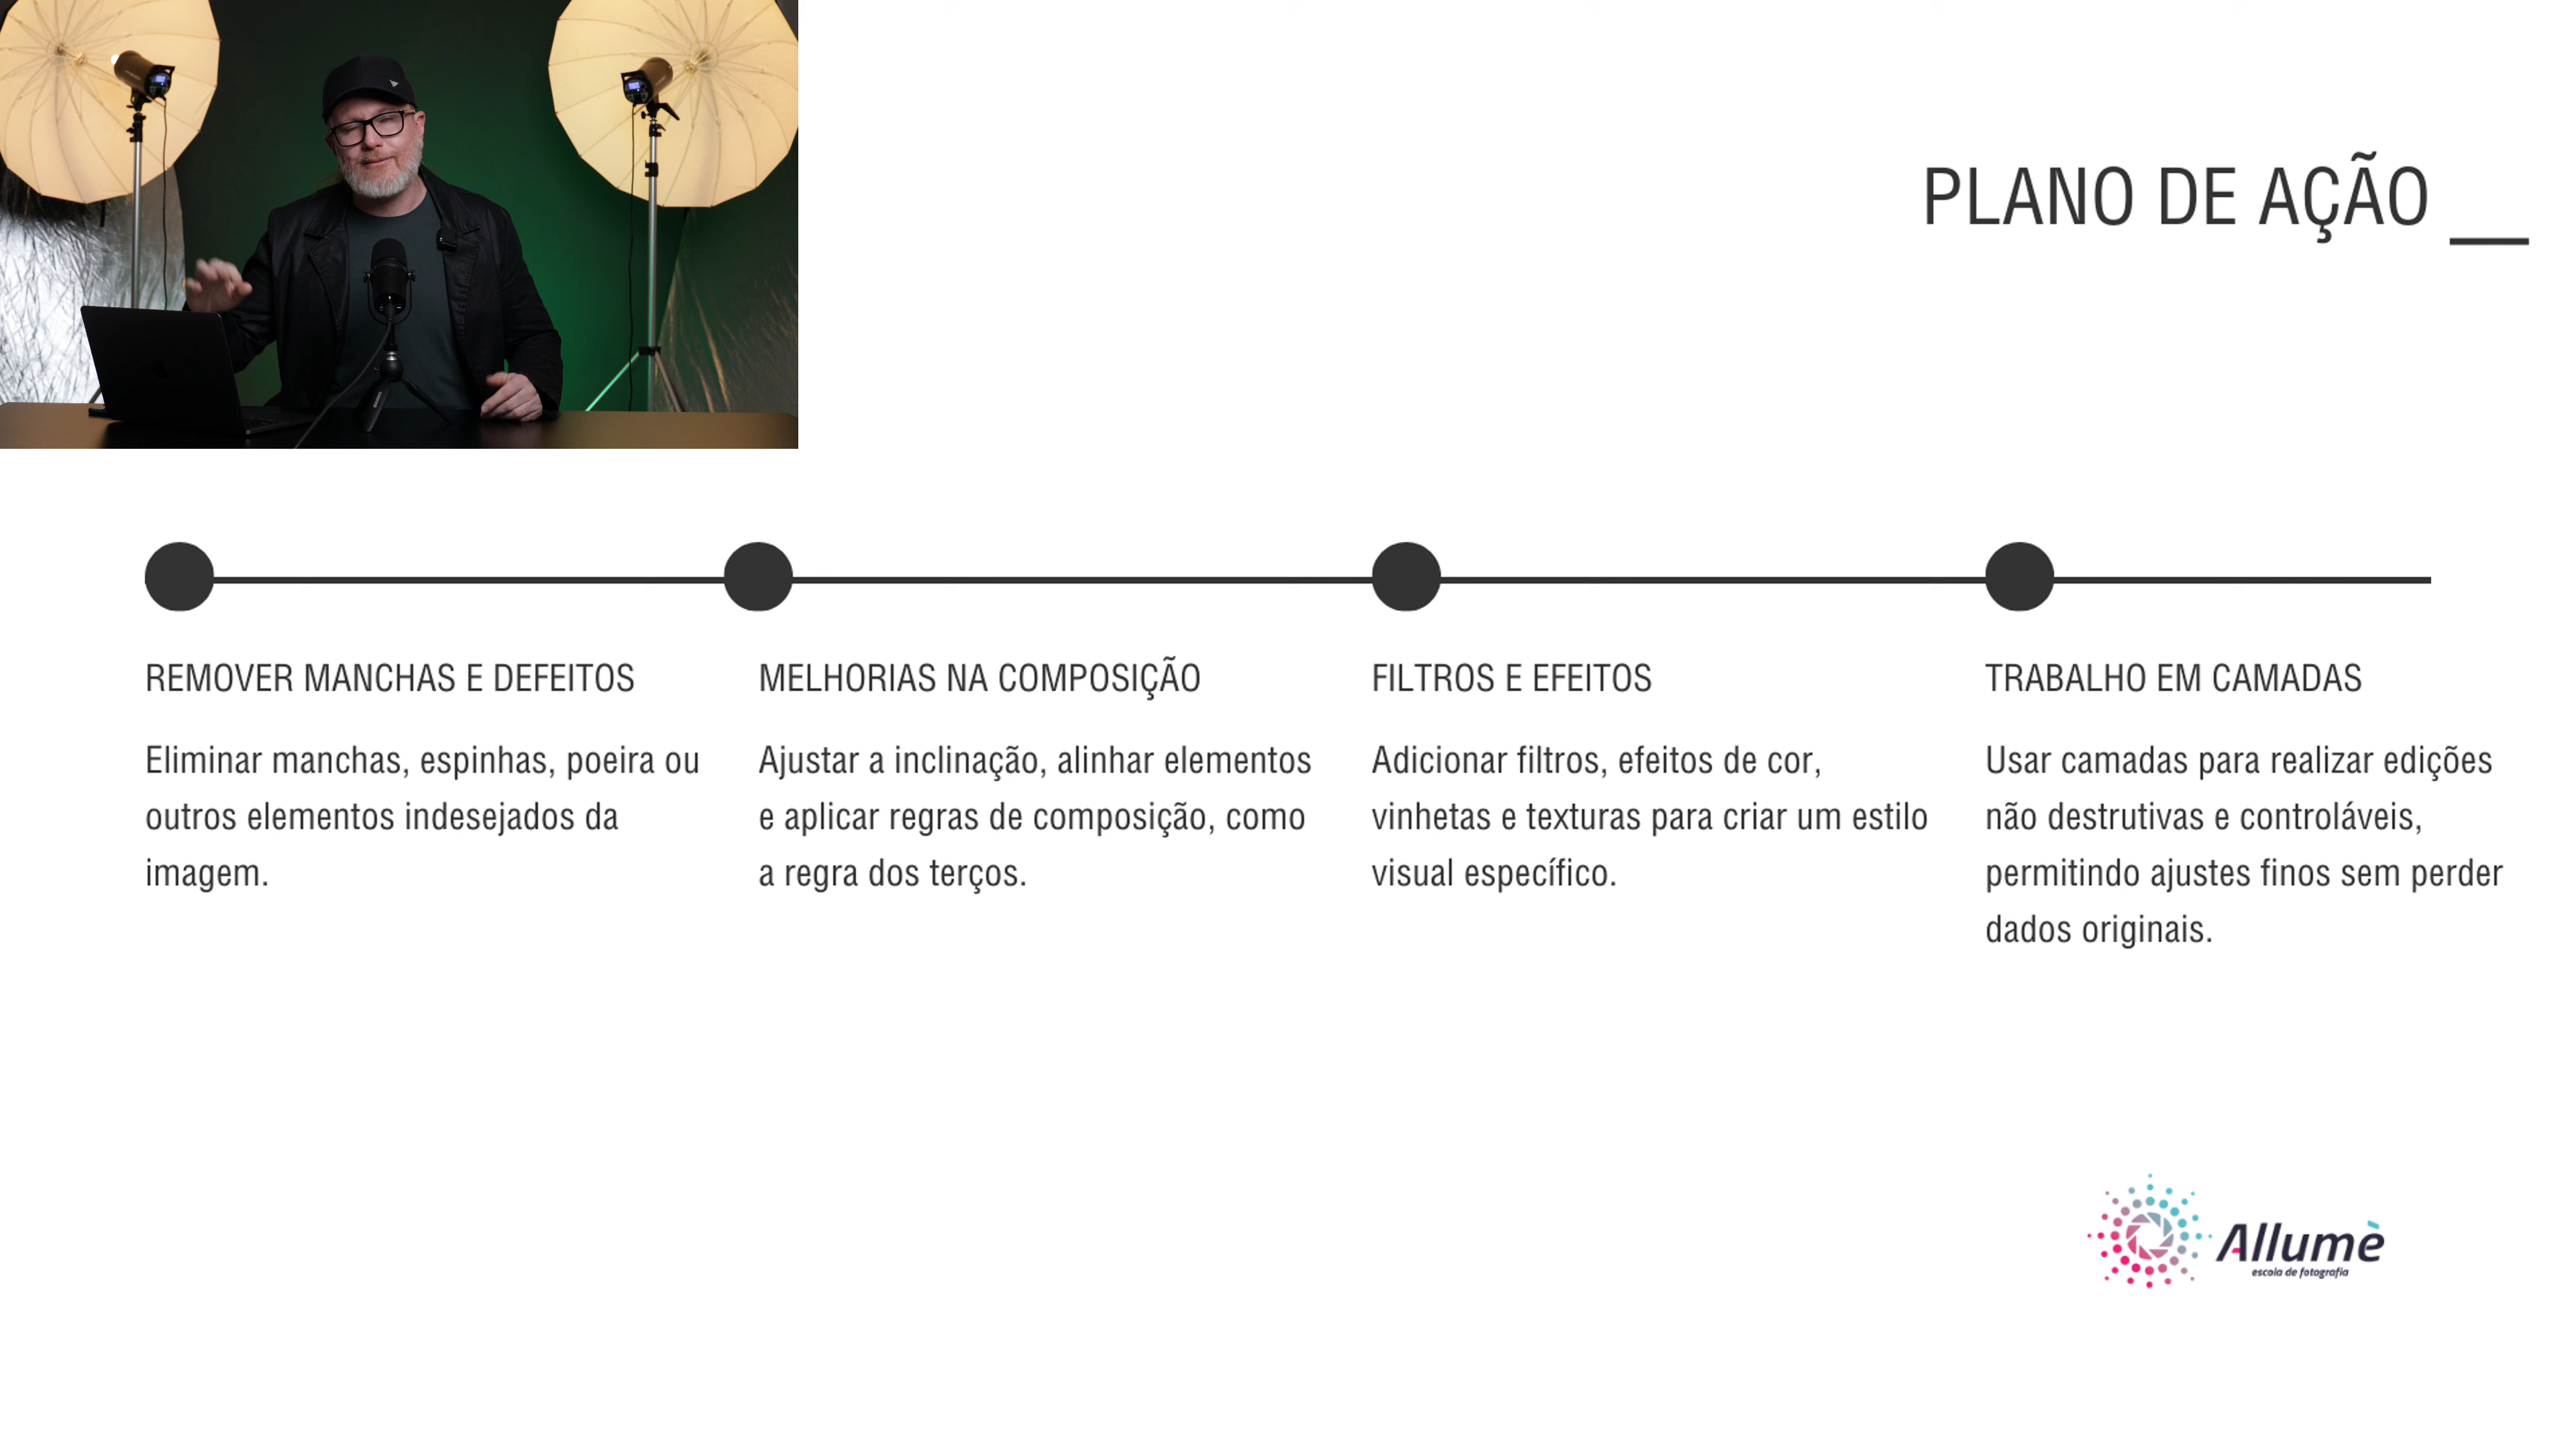 PLANO DE AÇÃO __
REMOVER MANCHAS E DEFEITOS
Eliminar manchas, espinhas, poeira ou
outros elementos indesejados da
imagem.
MELHORIAS NA COMPOSIÇÃO
Ajustar a inclinação, alinhar elementos
e aplicar regras de composição, como
a regra dos terços.
FILTROS E EFEITOS
Adicionar filtros, efeitos de cor,
vinhetas e texturas para criar um estilo
visual específico.
TRABALHO EM CAMADAS
Usar camadas para realizar edições
não destrutivas e controláveis,
permitindo ajustes finos sem perder
dados originais.
Allumè
escola de fotografia